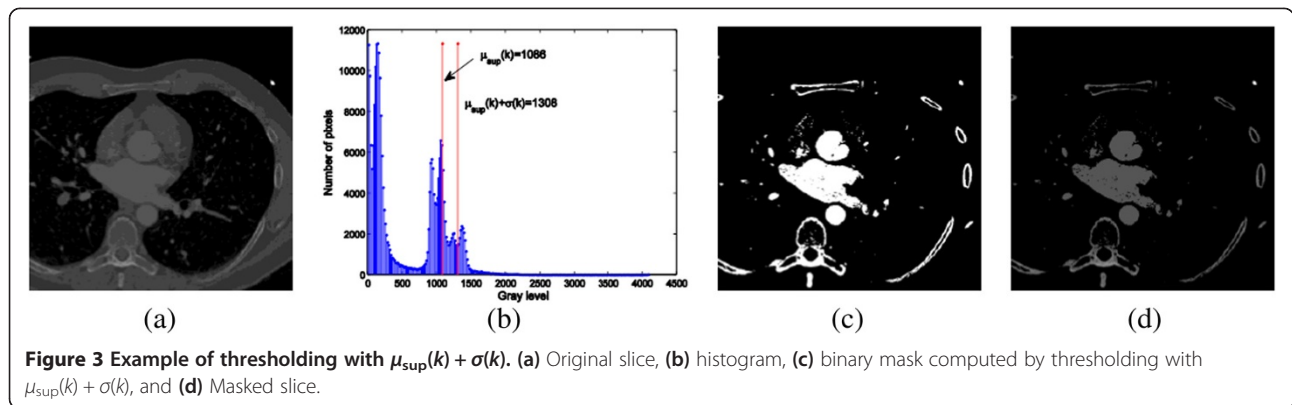 12000
10000
8000
6000
4000
2000
0
Number of pixels
μsup(k)=1086
μsup(k)+σ(k)=1308
0 500 1000 1500 2000 2500 3000 3500 4000 4500
Gray level
(a) (b) (c) (d)
Figure 3 Example of thresholding with μsup(k) + σ(k). (a) Original slice, (b) histogram, (c) binary mask computed by thresholding with
μsup(k) + σ(k), and (d) Masked slice.